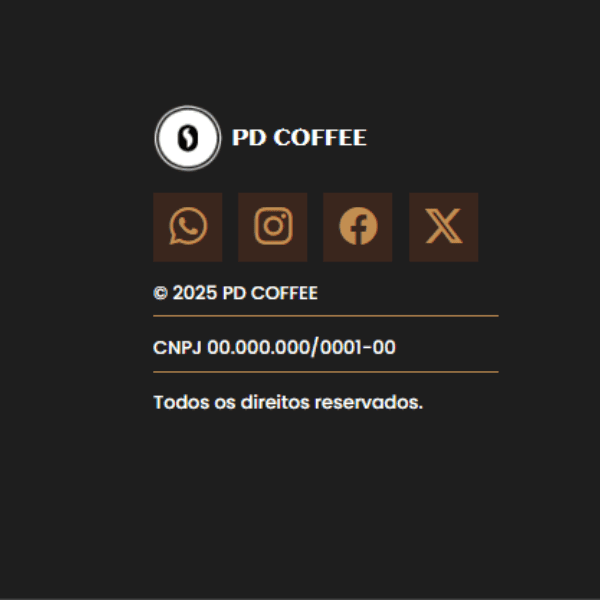 PD COFFEE
© 2025 PD COFFEE
CNPJ 00.000.000/0001-00
Todos os direitos reservados.